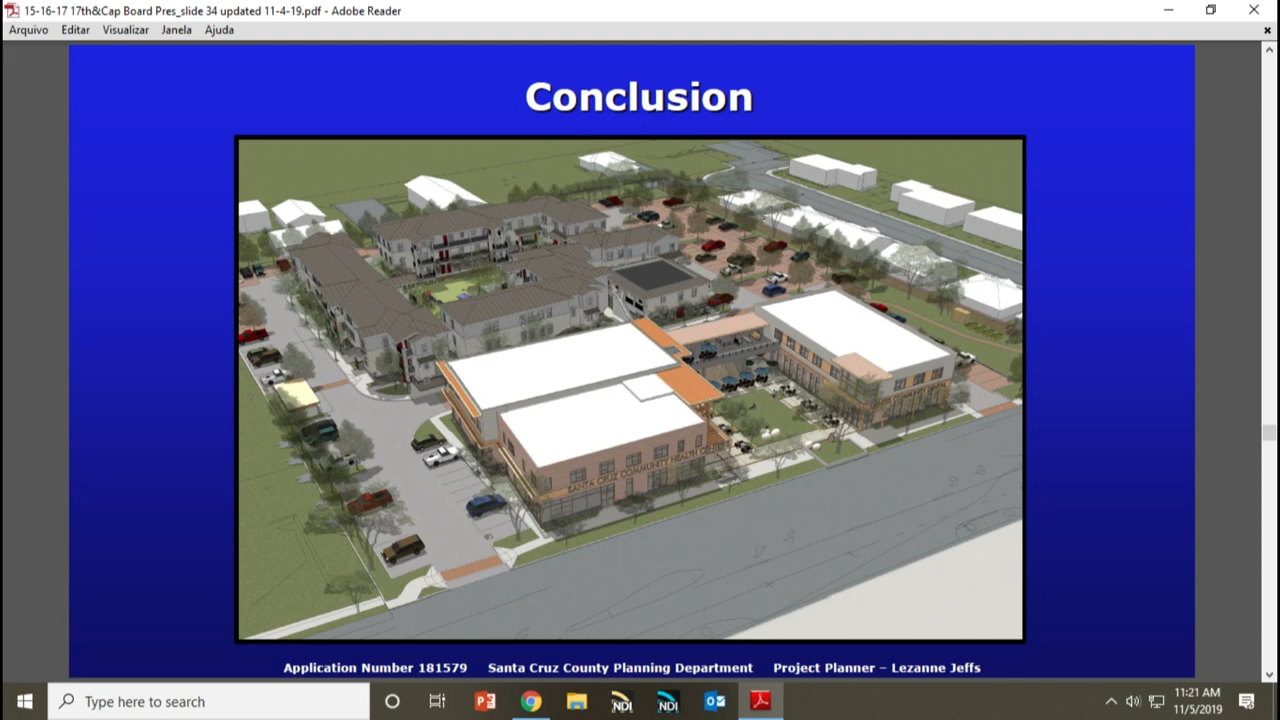 15-16-17 17th&Cap Board Pres_slide 34 updated 11-4-19.pdf - Adobe Reader
Arquivo Editar Visualizar Janela Ajuda
Conclusion
SANTA CRUZ COMMUNITY HEALTH CENTER
Application Number 181579 Santa Cruz County Planning Department Project Planner – Lezanne Jeffs
Type here to search
NDI
NDI
11:21 AM
11/5/2019